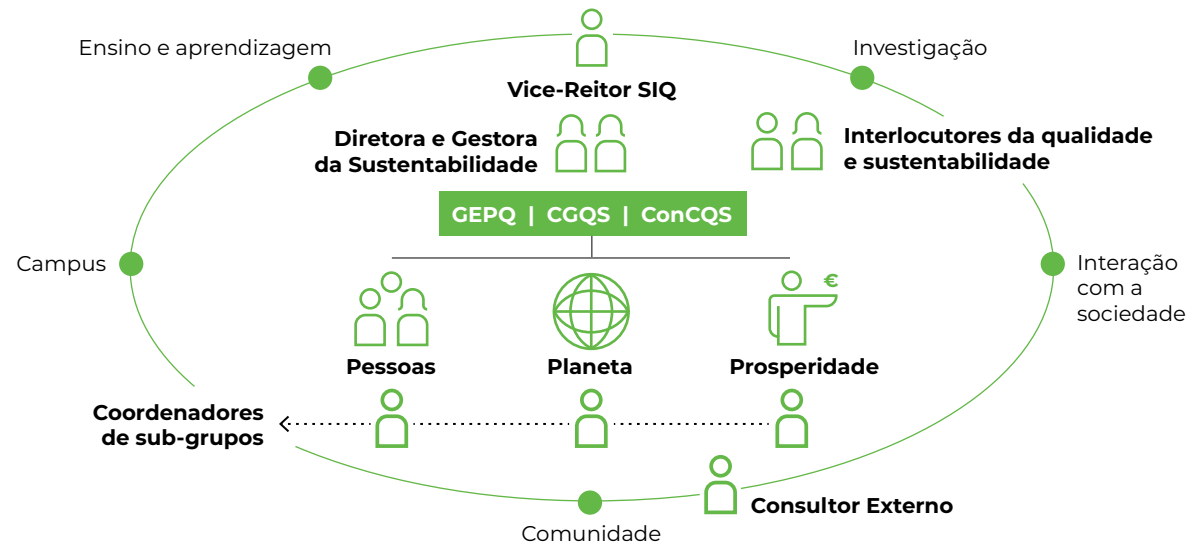 Ensino e aprendizagem
Investigação
Vice-Reitor SIQ
Diretora e Gestora
da Sustentabilidade
Interlocutores da qualidade
e sustentabilidade
GEPQ | CGQS | ConCQS
Campus
Interação
com a
sociedade
€
Pessoas
Planeta
Prosperidade
Coordenadores
de sub-grupos
Consultor Externo
Comunidade